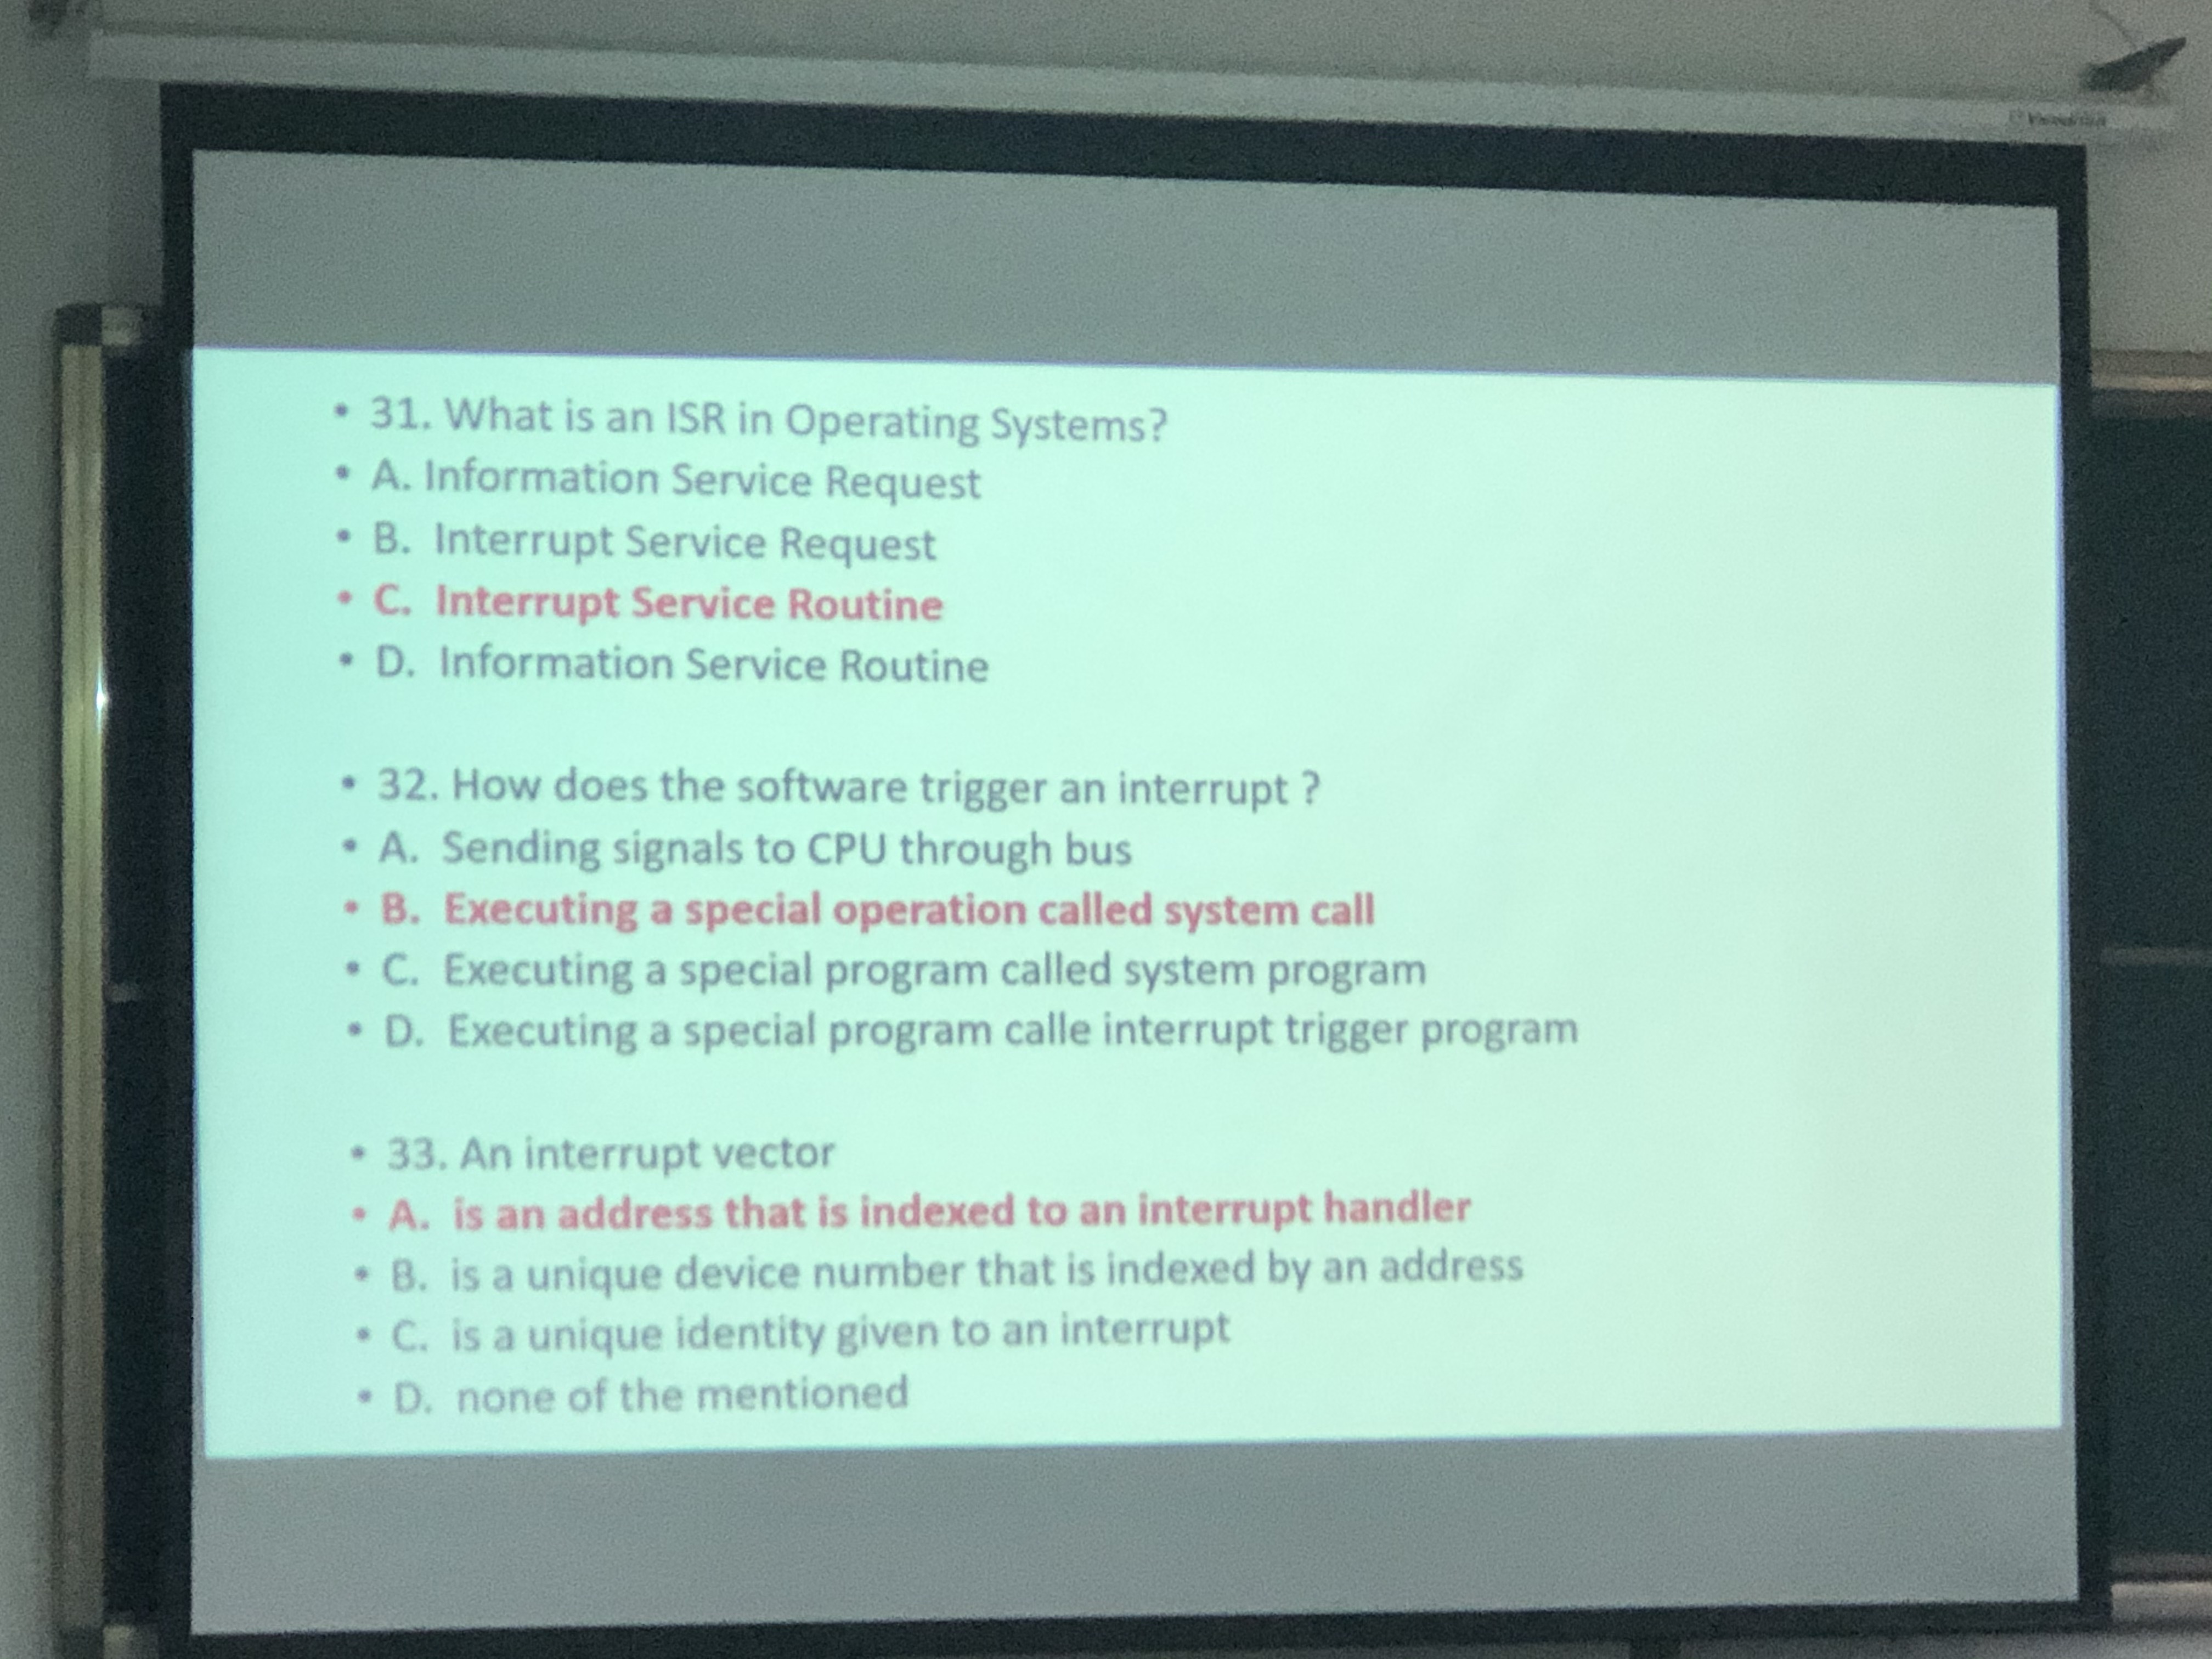 • 31. What is an ISR in Operating Systems?
• A. Information Service Request
• B. Interrupt Service Request
• C. Interrupt Service Routine
• D. Information Service Routine
• 32. How does the software trigger an interrupt ?
• A. Sending signals to CPU through bus
• B. Executing a special operation called system call
• C. Executing a special program called system program
• D. Executing a special program calle interrupt trigger program
• 33. An interrupt vector
• A. is an address that is indexed to an interrupt handler
• B. is a unique device number that is indexed by an address
• C. is a unique identity given to an interrupt
• D. none of the mentioned